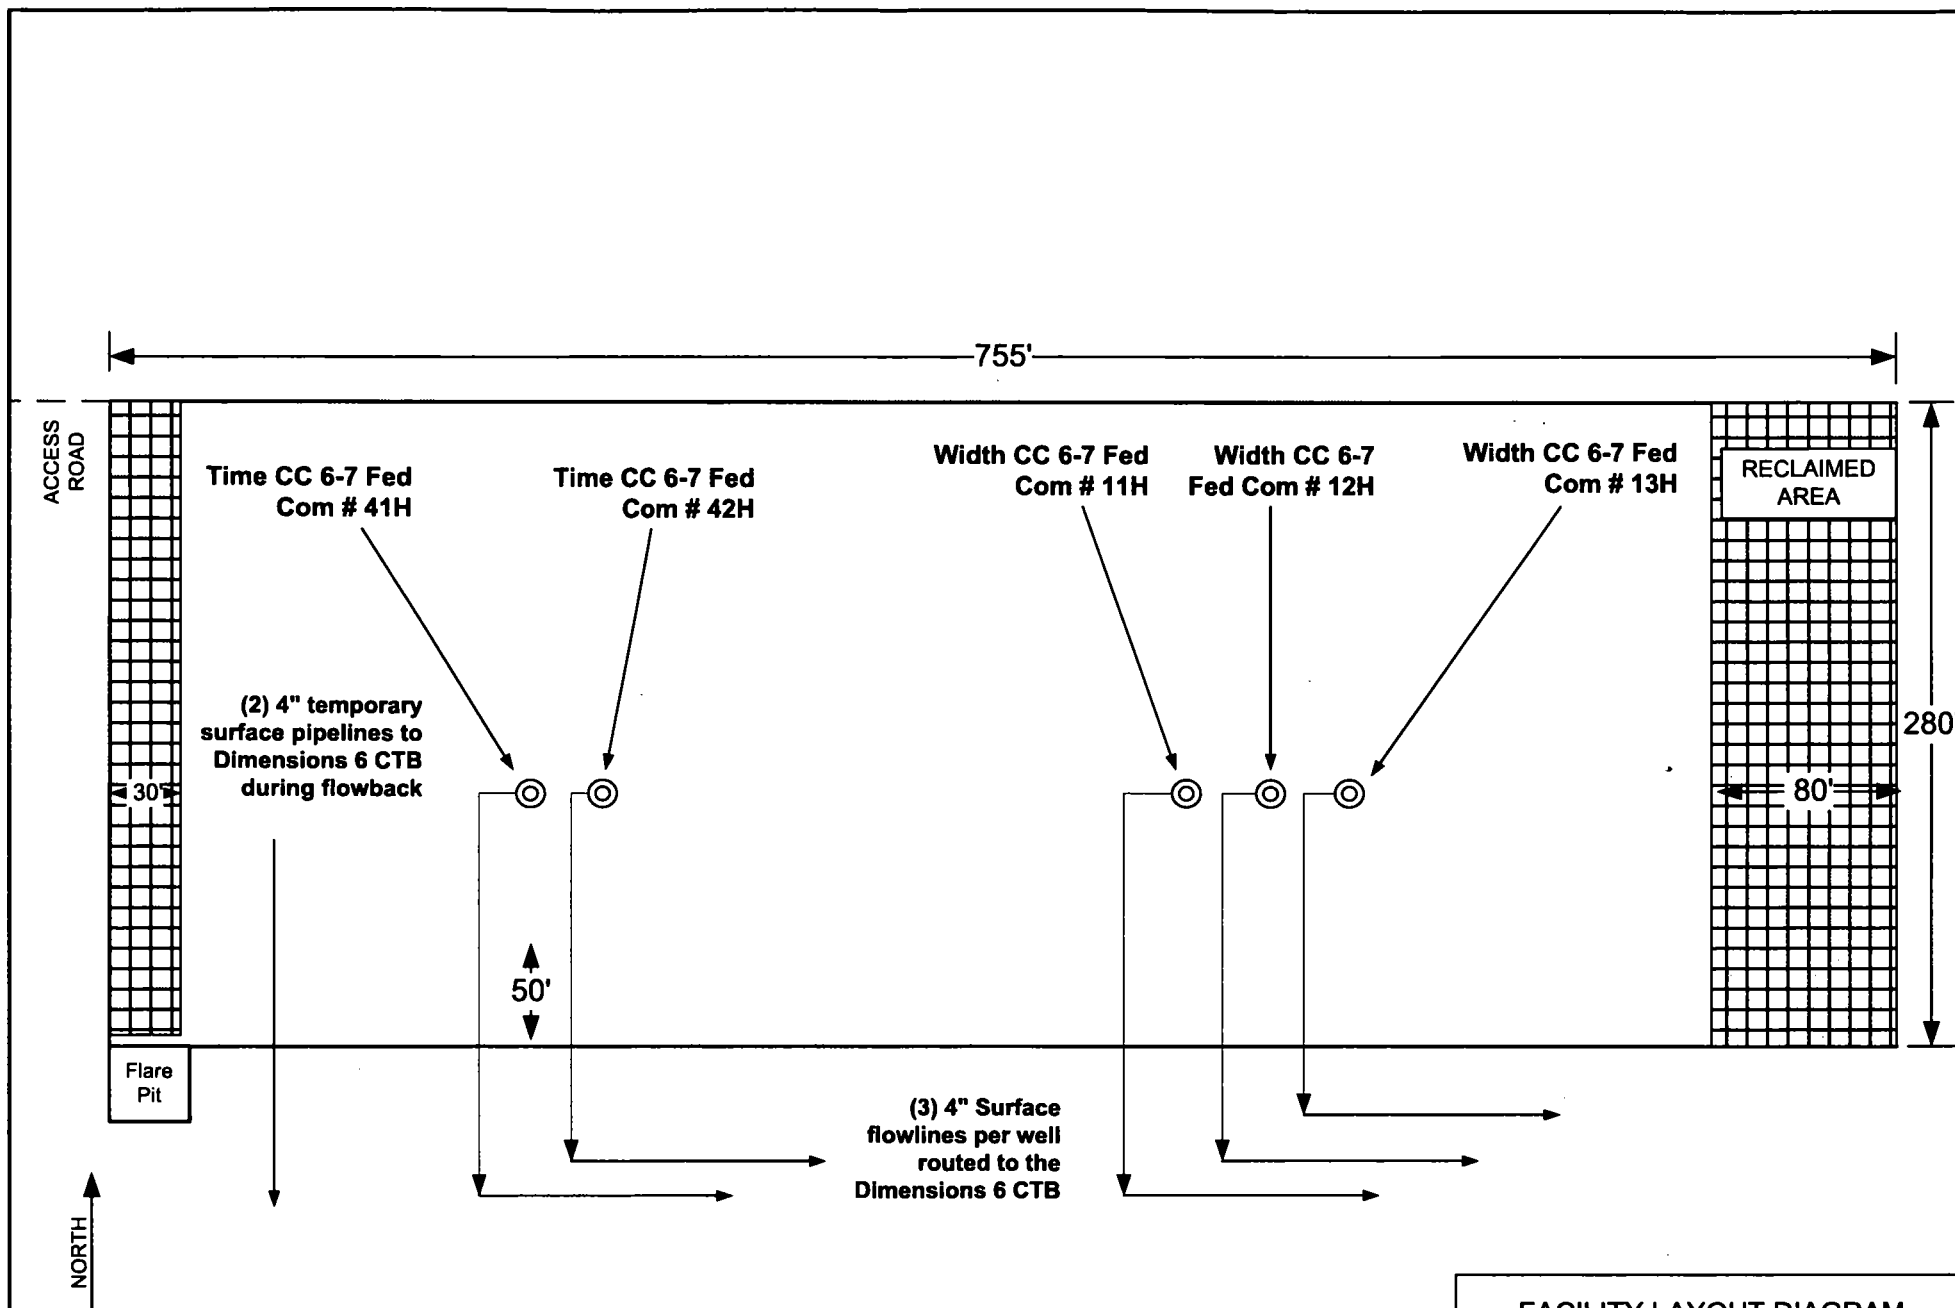 755'
ACCESS
ROAD
Time CC 6-7 Fed
Com # 41H
Time CC 6-7 Fed
Com # 42H
Width CC 6-7 Fed
Com # 11H
Width CC 6-7
Fed Com # 12H
Width CC 6-7 Fed
Com # 13H
RECLAIMED
AREA
(2) 4" temporary
surface pipelines to
Dimensions 6 CTB
during flowback
280'
30'
80'
50'
Flare
Pit
(3) 4" Surface
flowlines per well
routed to the
Dimensions 6 CTB
NORTH
FACILITY LAYOUT DIAGRAM